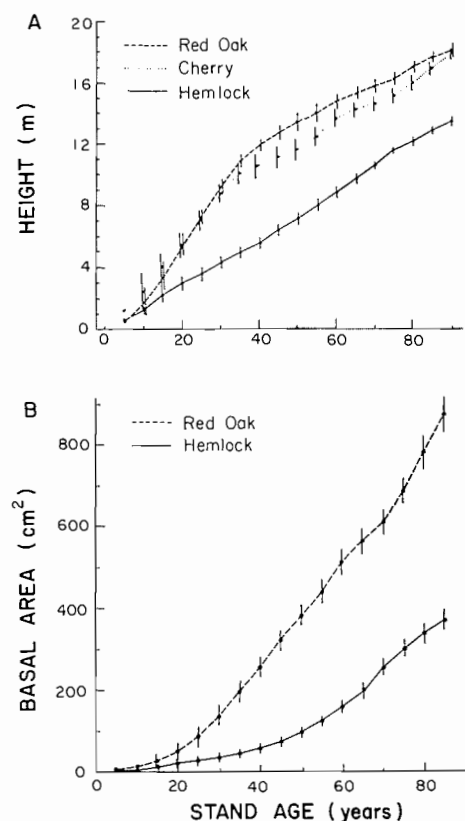 A
Red Oak
Cherry
Hemlock
HEIGHT (m)
20
16
12
8
4
0
0 20 40 60 80
B
Red Oak
Hemlock
BASAL AREA (cm²)
800
600
400
200
0
0 20 40 60 80
STAND AGE (years)